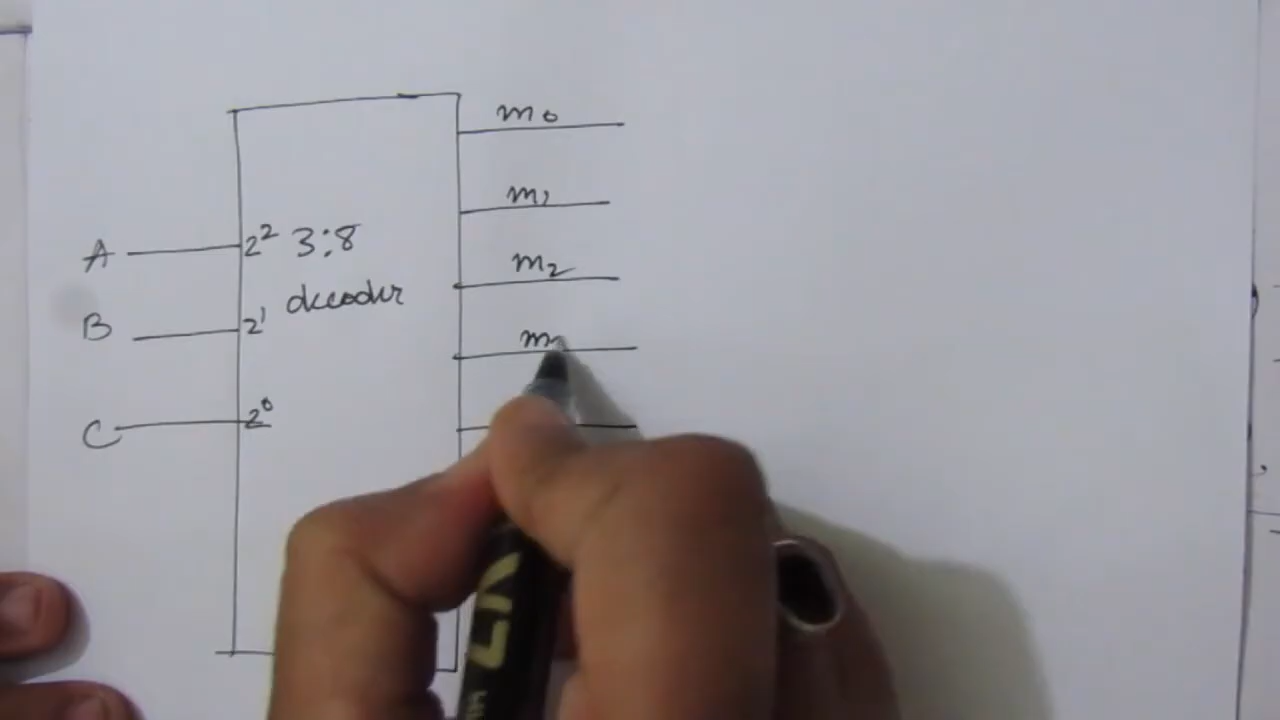 m0
m1
m2
A 2² 3:8
decoder
B 2¹
C 2⁰